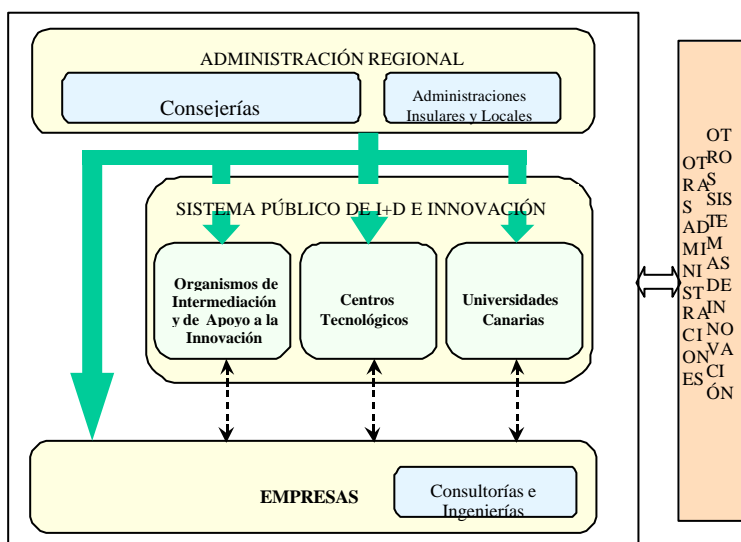 ADMINISTRACIÓN REGIONAL
Consejerías
Administraciones
Insulares y Locales
SISTEMA PÚBLICO DE I+D E INNOVACIÓN
Organismos de
Intermediación
y de Apoyo a la
Innovación
Centros
Tecnológicos
Universidades
Canarias
EMPRESAS
Consultorías e
Ingenierías
OT
RA
S
AD
MI
NI
ST
RA
CI
ON
ES
OT
RO
S
SIS
TE
M
AS
DE
IN
NO
VA
CI
ÓN